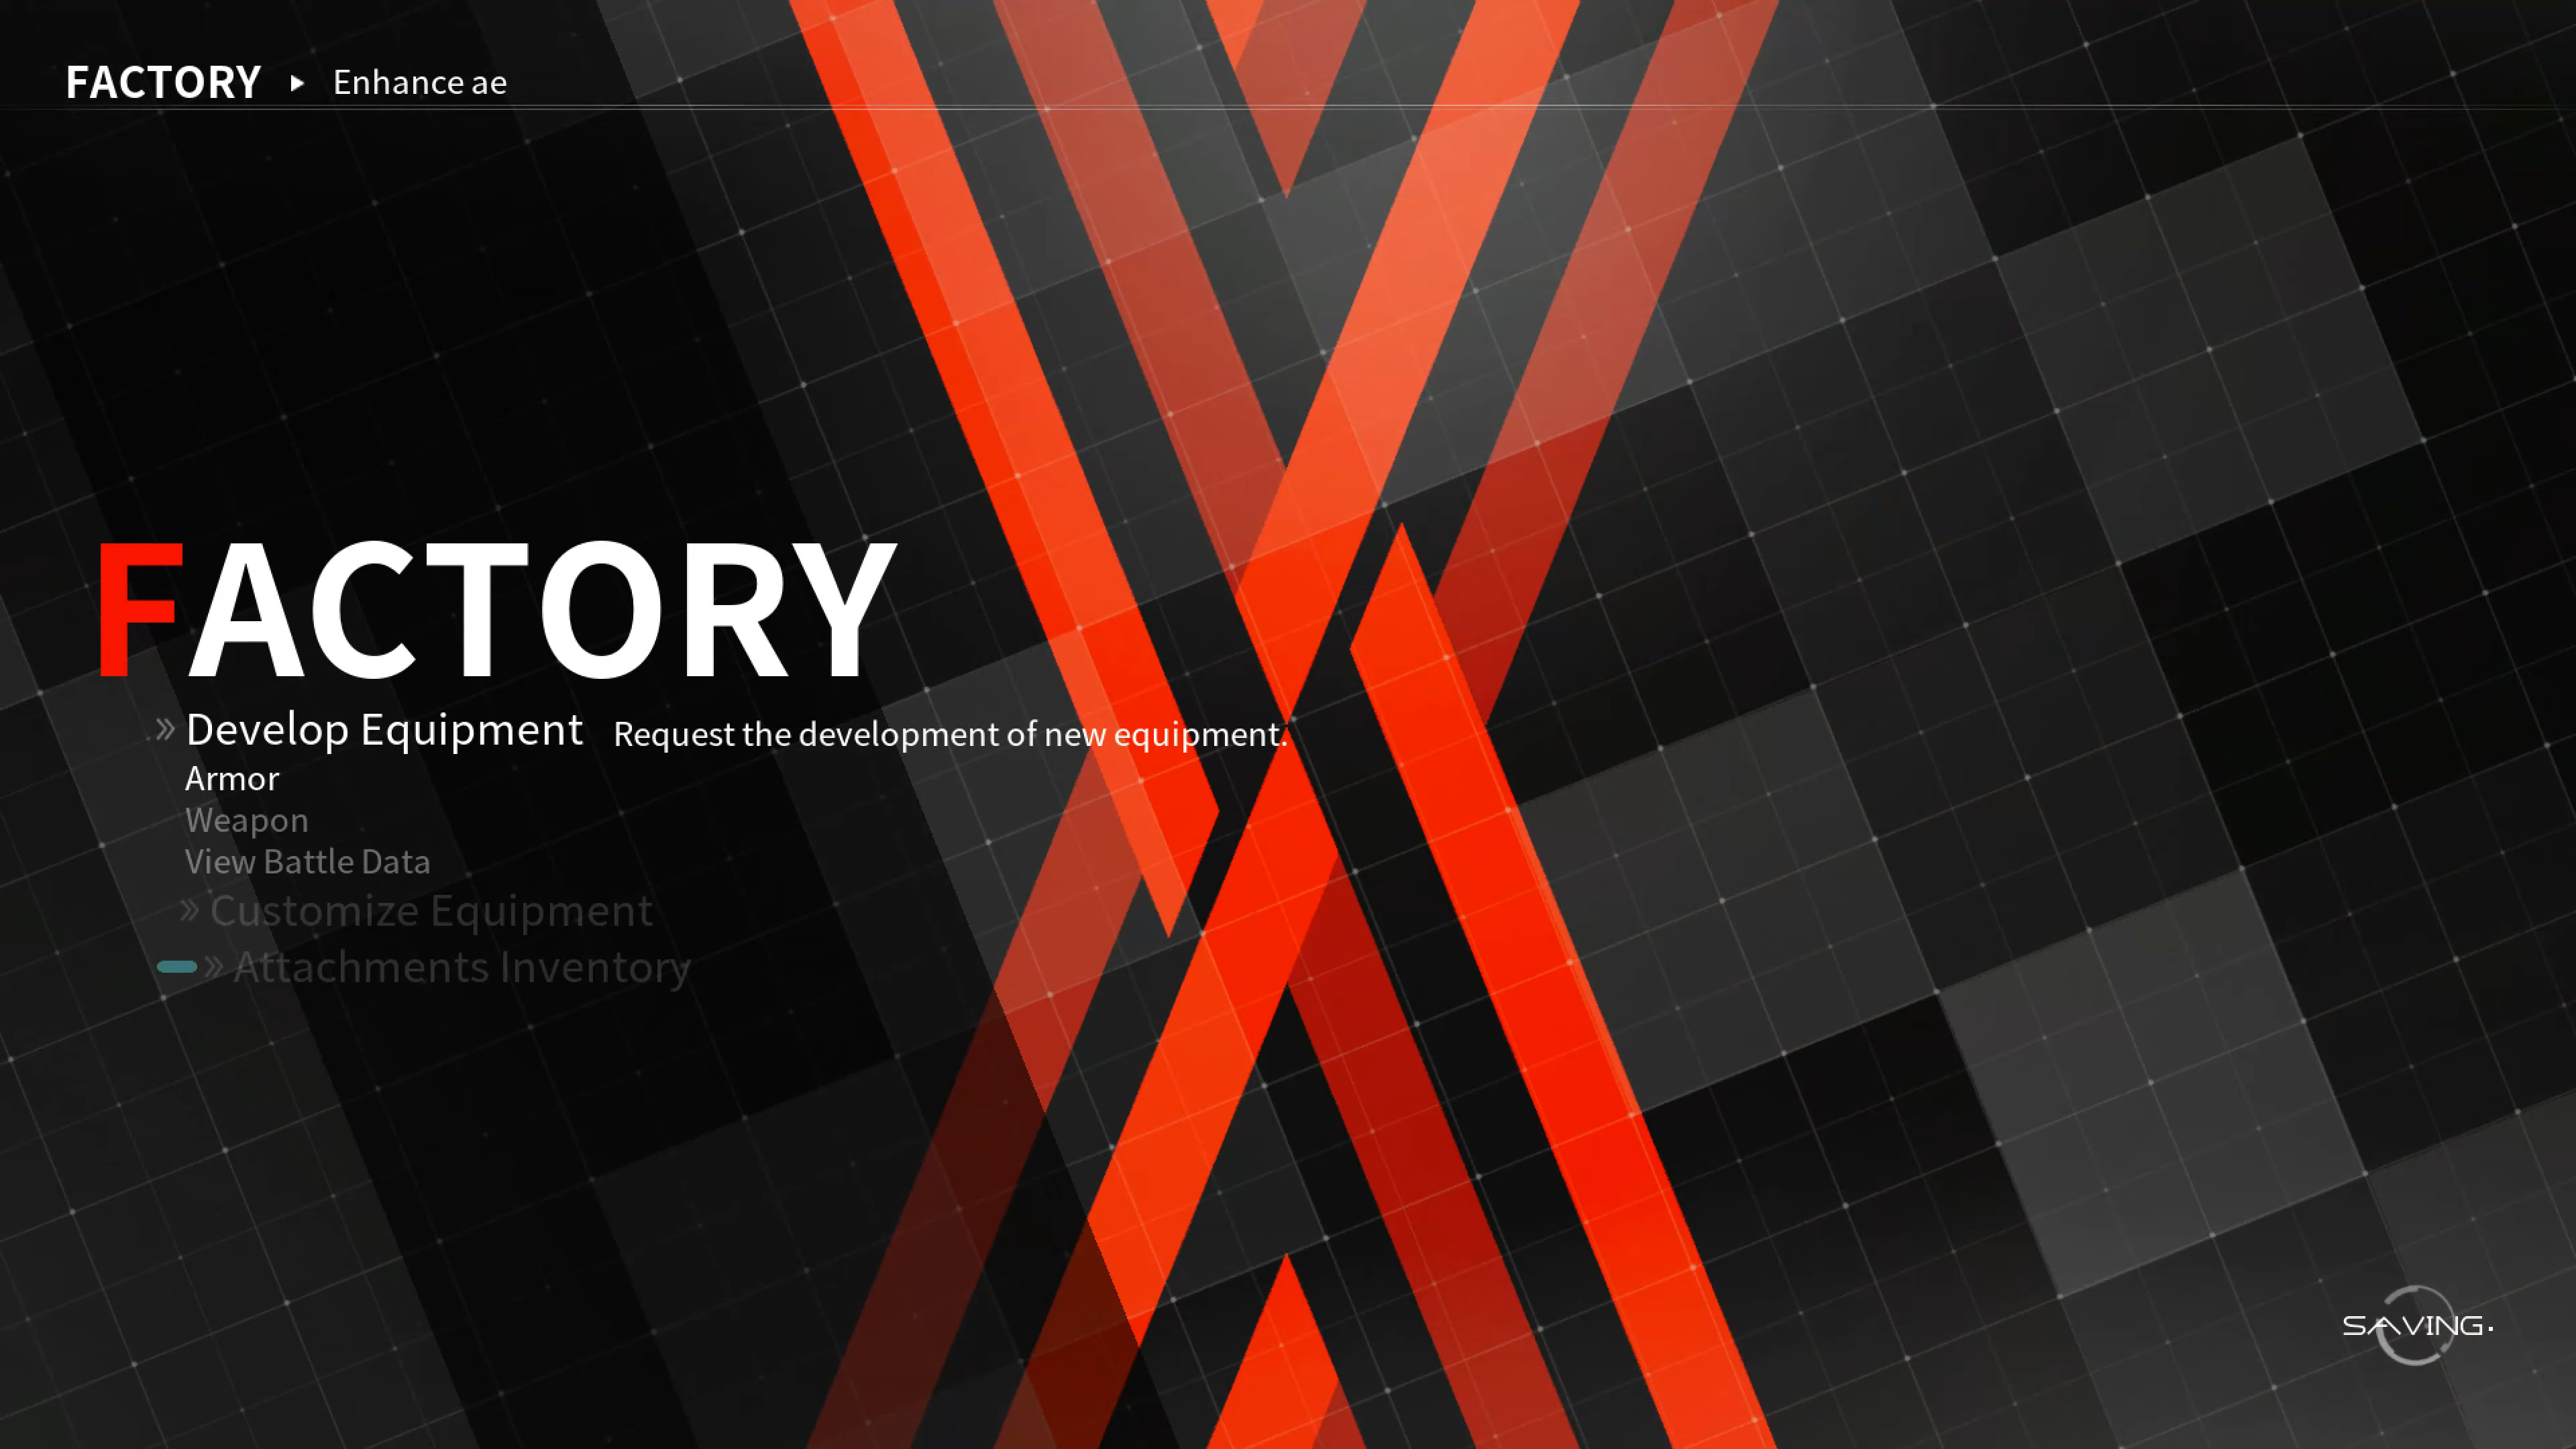 FACTORY Enhance ae
FACTORY
Develop Equipment Request the development of new equipment.
Armor
Weapon
View Battle Data
Customize Equipment
Attachments Inventory
SAVING.